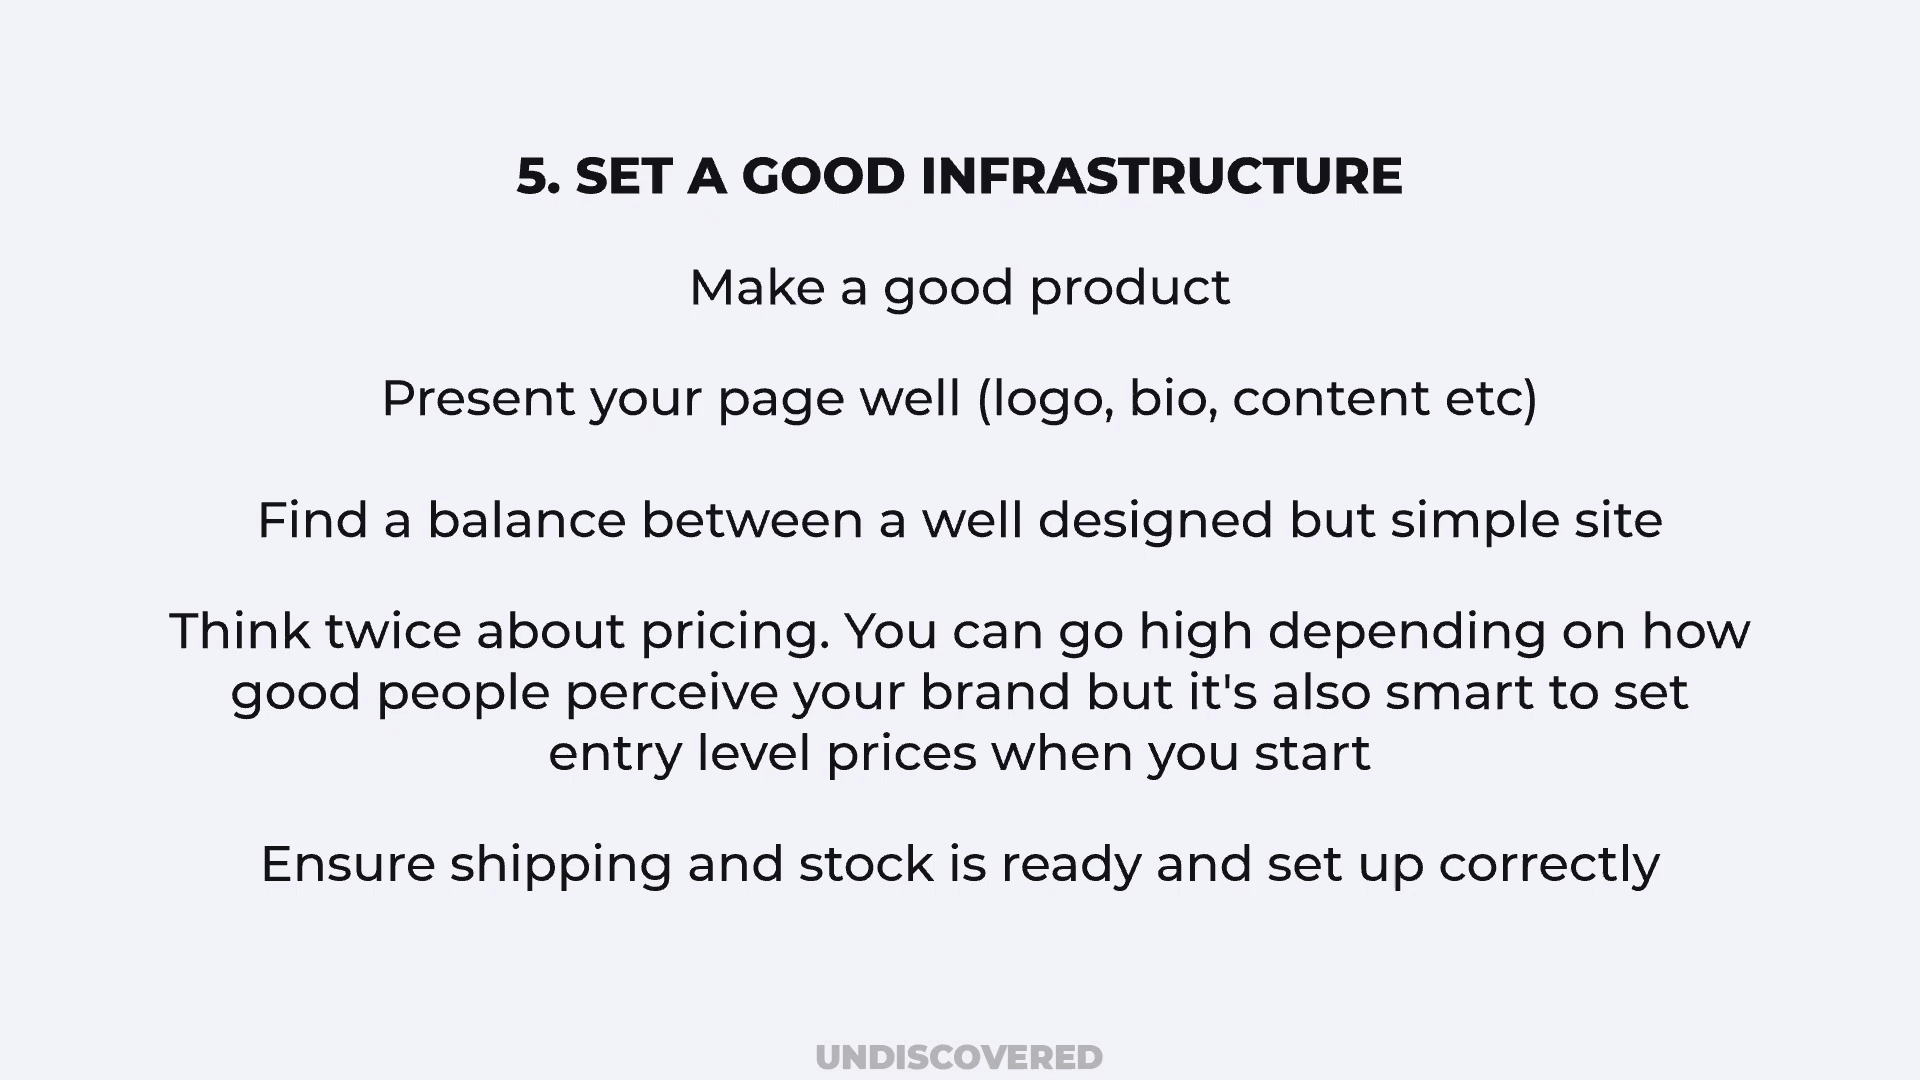 5. SET A GOOD INFRASTRUCTURE
Make a good product
Present your page well (logo, bio, content etc)
Find a balance between a well designed but simple site
Think twice about pricing. You can go high depending on how
good people perceive your brand but it's also smart to set
entry level prices when you start
Ensure shipping and stock is ready and set up correctly
UNDISCOVERED